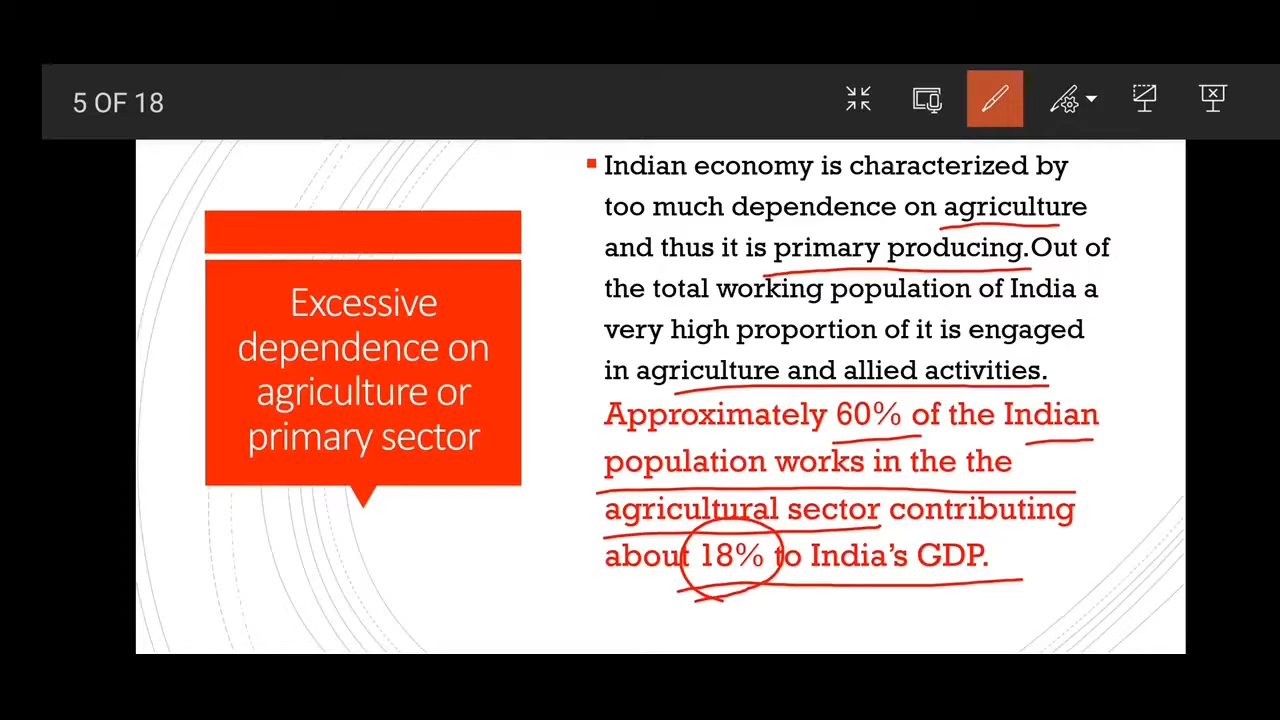 5 OF 18
Excessive
dependence on
agriculture or
primary sector
Indian economy is characterized by
too much dependence on agriculture
and thus it is primary producing.Out of
the total working population of India a
very high proportion of it is engaged
in agriculture and allied activities.
Approximately 60% of the Indian
population works in the the
agricultural sector contributing
about 18% to India’s GDP.